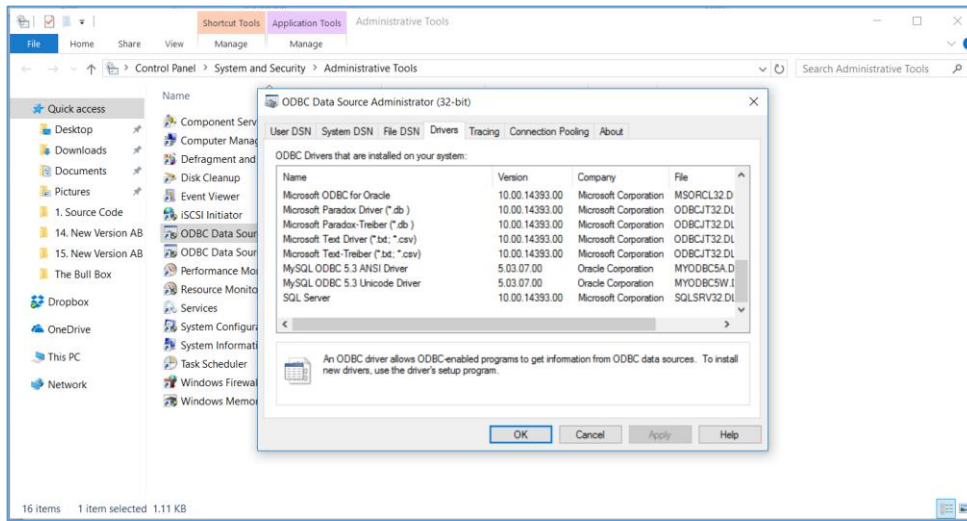 Shortcut Tools Application Tools Administrative Tools
File Home Share View Manage Manage
Control Panel > System and Security > Administrative Tools Search Administrative Tools
Quick access
Desktop
Downloads
Documents
Pictures
1. Source Code
14. New Version AB
15. New Version AB
The Bull Box
Dropbox
OneDrive
This PC
Network
Name
Component Serv
Computer Manag
Defragment and
Disk Cleanup
Event Viewer
iSCSI Initiator
ODBC Data Sour
ODBC Data Sour
Performance Mo
Resource Monito
Services
System Configura
System Informati
Task Scheduler
Windows Firewal
Windows Memo
ODBC Data Source Administrator (32-bit)
User DSN System DSN File DSN Drivers Tracing Connection Pooling About
ODBC Drivers that are installed on your system:
Name Version Company File
Microsoft ODBC for Oracle 10.00.14393.00 Microsoft Corporation MSORCL32.D
Microsoft Paradox Driver (*.db ) 10.00.14393.00 Microsoft Corporation ODBCJT32.DL
Microsoft Paradox-Treiber (*.db ) 10.00.14393.00 Microsoft Corporation ODBCJT32.DL
Microsoft Text Driver (*.txt; *.csv) 10.00.14393.00 Microsoft Corporation ODBCJT32.DL
Microsoft Text-Treiber (*.txt; *.csv) 10.00.14393.00 Microsoft Corporation ODBCJT32.DL
MySQL ODBC 5.3 ANSI Driver 5.03.07.00 Oracle Corporation MYODBC5A.D
MySQL ODBC 5.3 Unicode Driver 5.03.07.00 Oracle Corporation MYODBC5W.D
SQL Server 10.00.14393.00 Microsoft Corporation SQLSRV32.DL
An ODBC driver allows ODBC-enabled programs to get information from ODBC data sources. To install
new drivers, use the driver's setup program.
OK Cancel Apply Help
16 items 1 item selected 1.11 KB